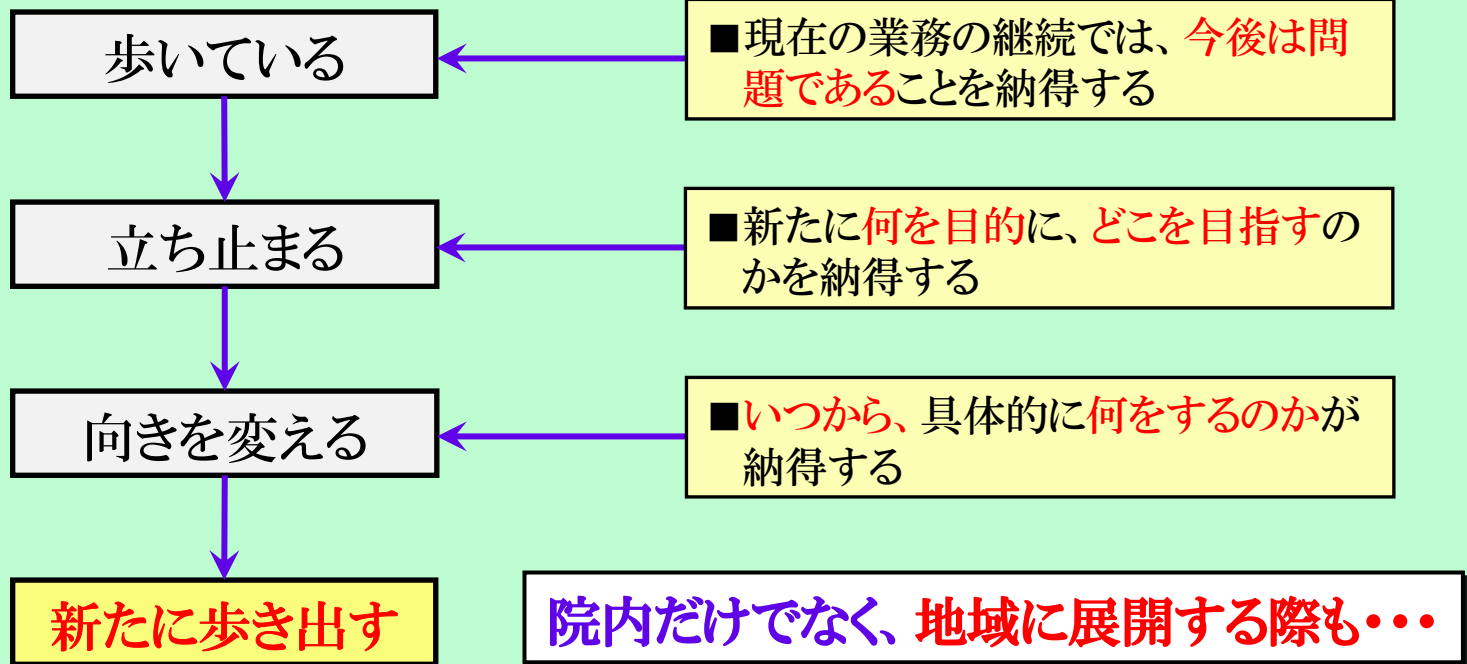 歩いている
■現在の業務の継続では、今後は問
題であることを納得する
立ち止まる
■新たに何を目的に、どこを目指すの
かを納得する
向きを変える
■いつから、具体的に何をするのかが
納得する
新たに歩き出す
院内だけでなく、地域に展開する際も・・・